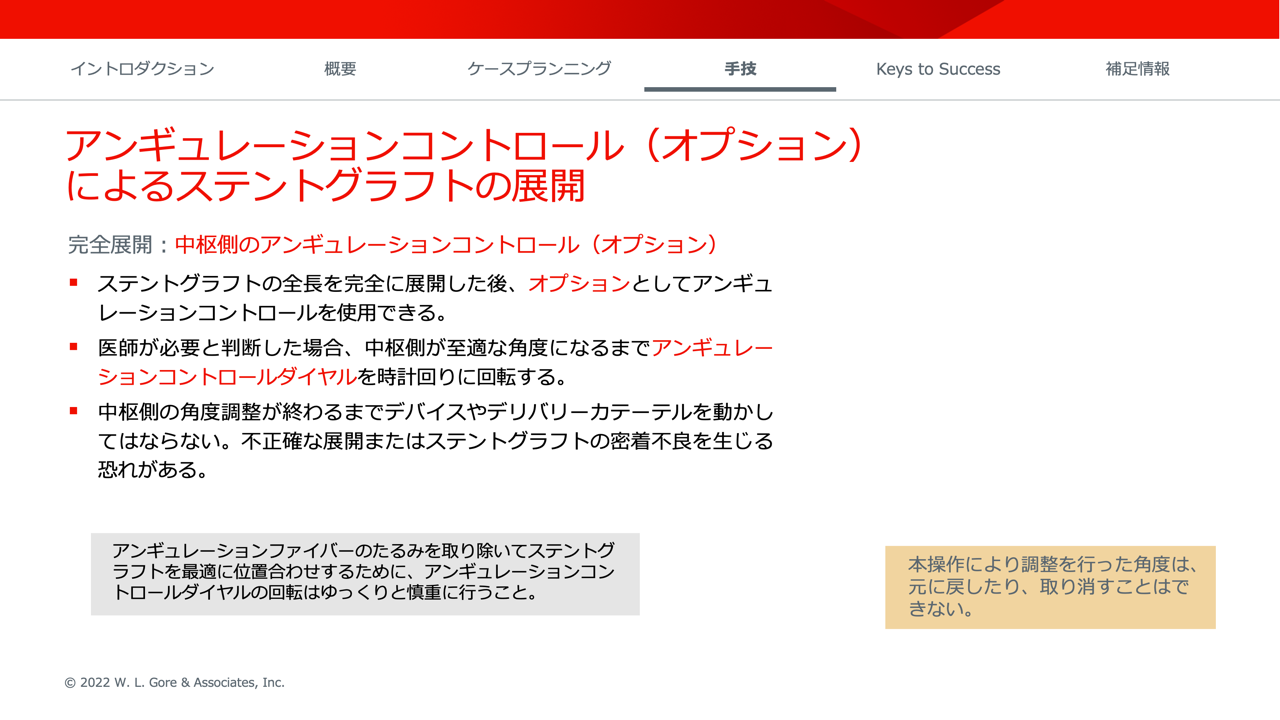 イントロダクション 概要 ケースプランニング 手技 Keys to Success 補足情報
アンギュレーションコントロール（オプション）
によるステントグラフトの展開
完全展開：中枢側のアンギュレーションコントロール（オプション）
ステントグラフトの全長を完全に展開した後、オプションとしてアンギュ
レーションコントロールを使用できる。
医師が必要と判断した場合、中枢側が至適な角度になるまでアンギュレー
ションコントロールダイヤルを時計回りに回転する。
中枢側の角度調整が終わるまでデバイスやデリバリーカテーテルを動かし
てはならない。不正確な展開またはステントグラフトの密着不良を生じる
恐れがある。
アンギュレーションファイバーのたるみを取り除いてステントグ
ラフトを最適に位置合わせするために、アンギュレーションコン
トロールダイヤルの回転はゆっくりと慎重に行うこと。
本操作により調整を行った角度は、
元に戻したり、取り消すことはで
きない。
© 2022 W. L. Gore & Associates, Inc.